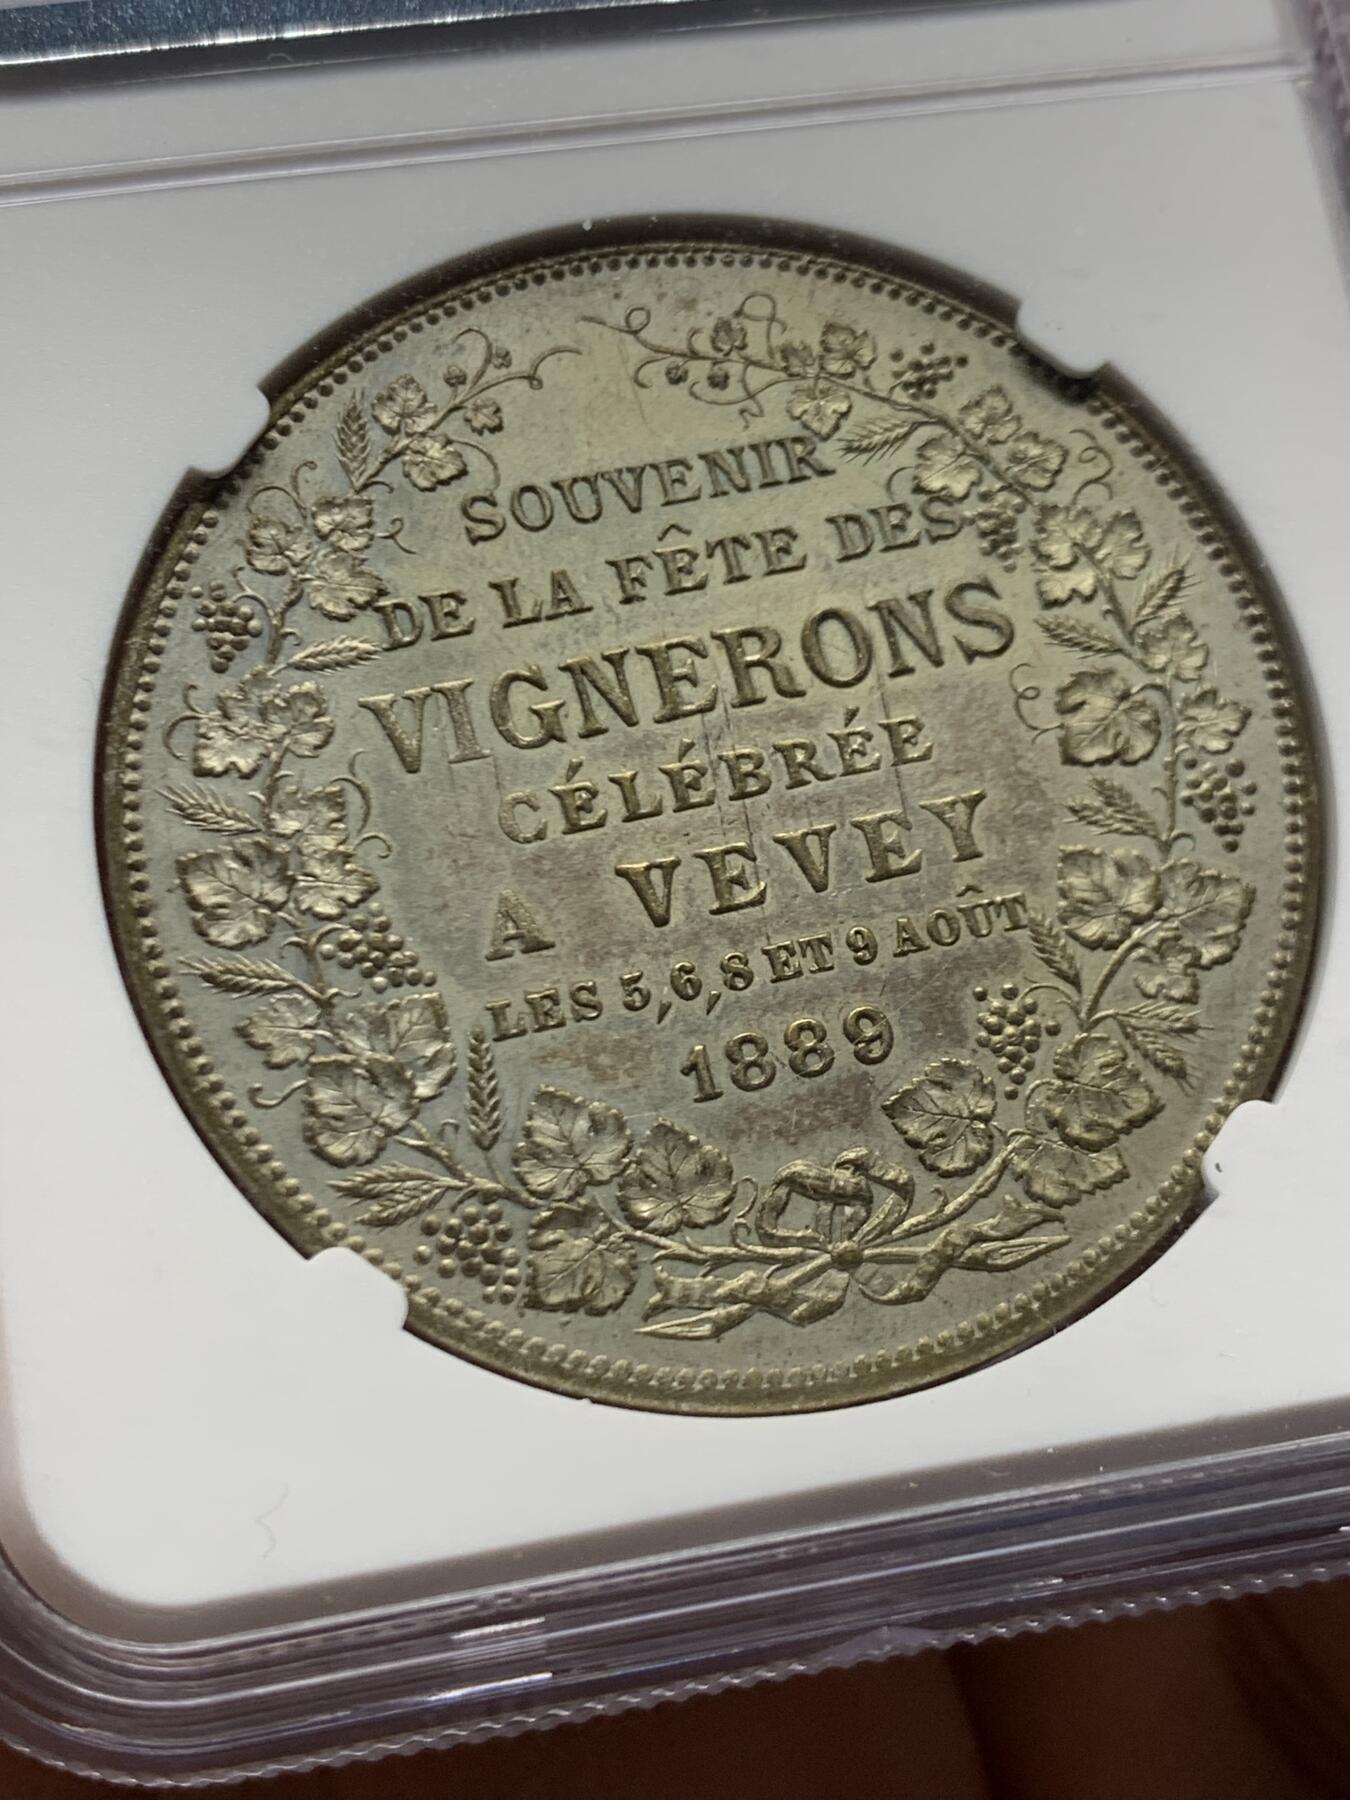 SOUVENIR
DE LA FÊTE DES
VIGNERONS
CÉLÉBRÉE
A VEVEY
LES 5,6,8 ET 9 AOÛT
1889